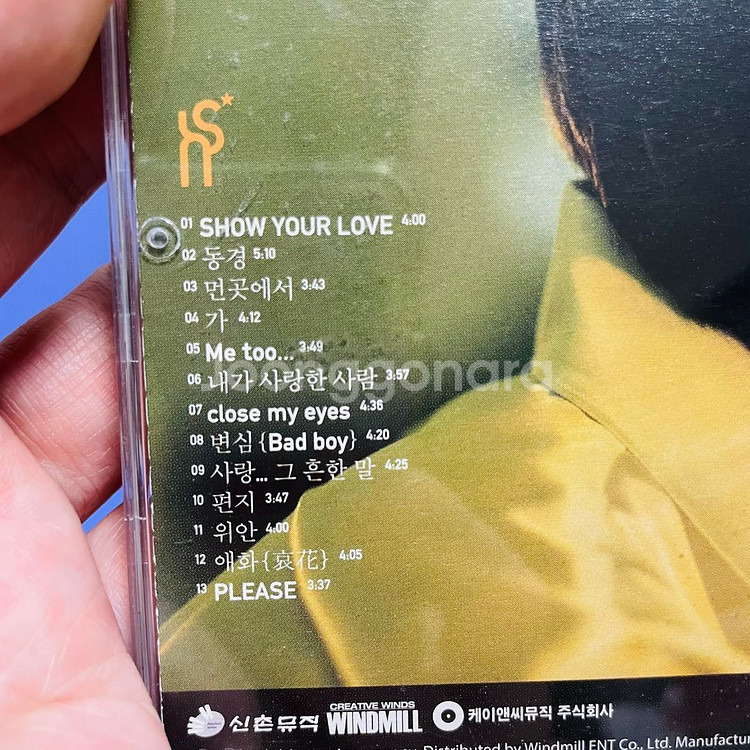 01 SHOW YOUR LOVE 4:00
02 동경 5:10
03 먼곳에서 3:43
04 가 4:12
05 Me too... 3:49
Joonggonara
06 내가 사랑한 사람 3:57
07 close my eyes 4:36
08 변심 {Bad boy} 4:20
09 사랑... 그 흔한 말 4:25
10 편지 3:47
11 위안 4:00
12 애화 {哀花} 4:05
13 PLEASE 3:37
신촌뮤직 CREATIVE WINDS WINDMILL 케이앤씨뮤직 주식회사
Distributed by Windmill ENT Co., Ltd.